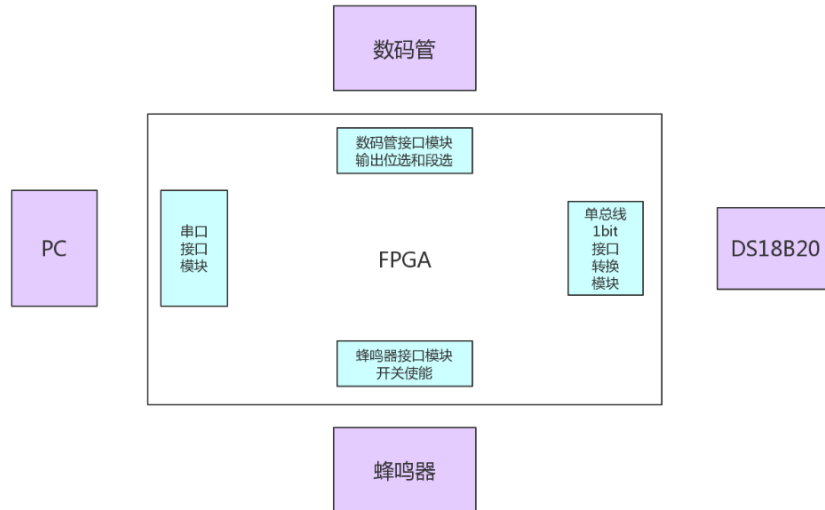 数码管
数码管接口模块
输出位选和段选
PC
串口
接口
模块
FPGA
单总线
1bit
接口
转换
模块
DS18B20
蜂鸣器接口模块
开关使能
蜂鸣器